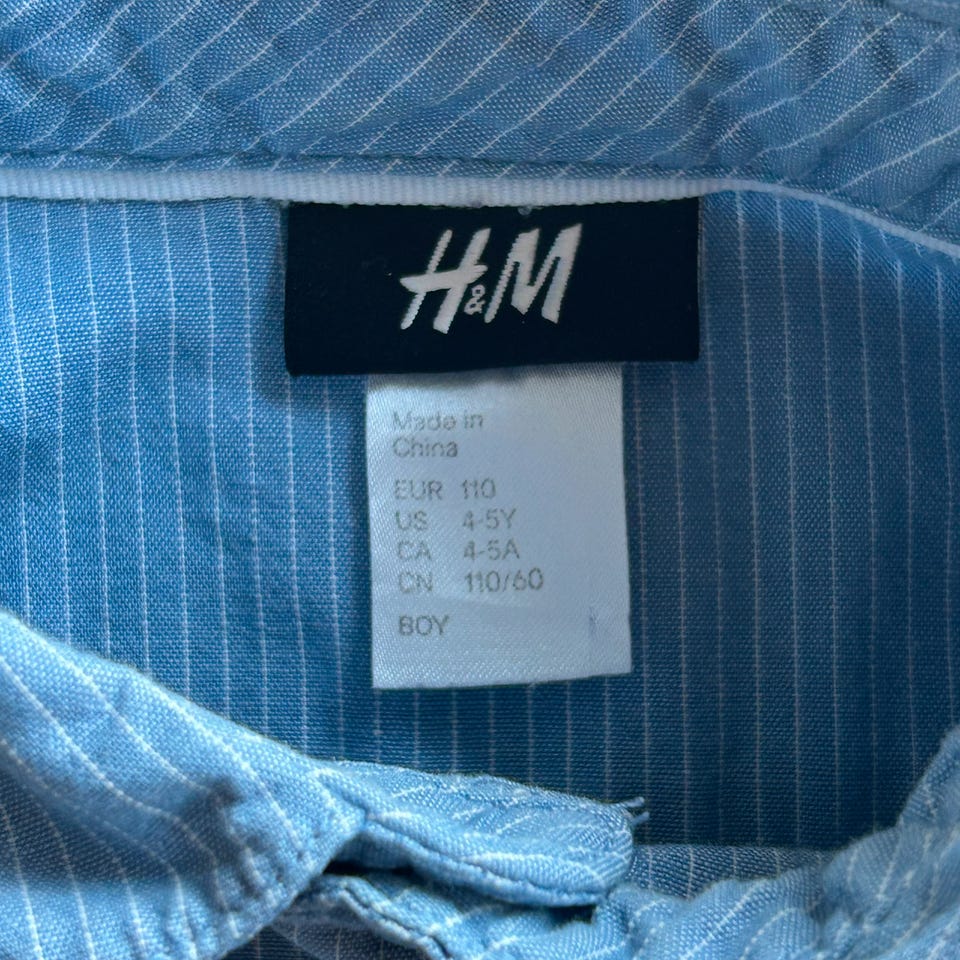 H&M
Made in
China
EUR 110
US 4-5Y
CA 4-5A
CN 110/60
BOY